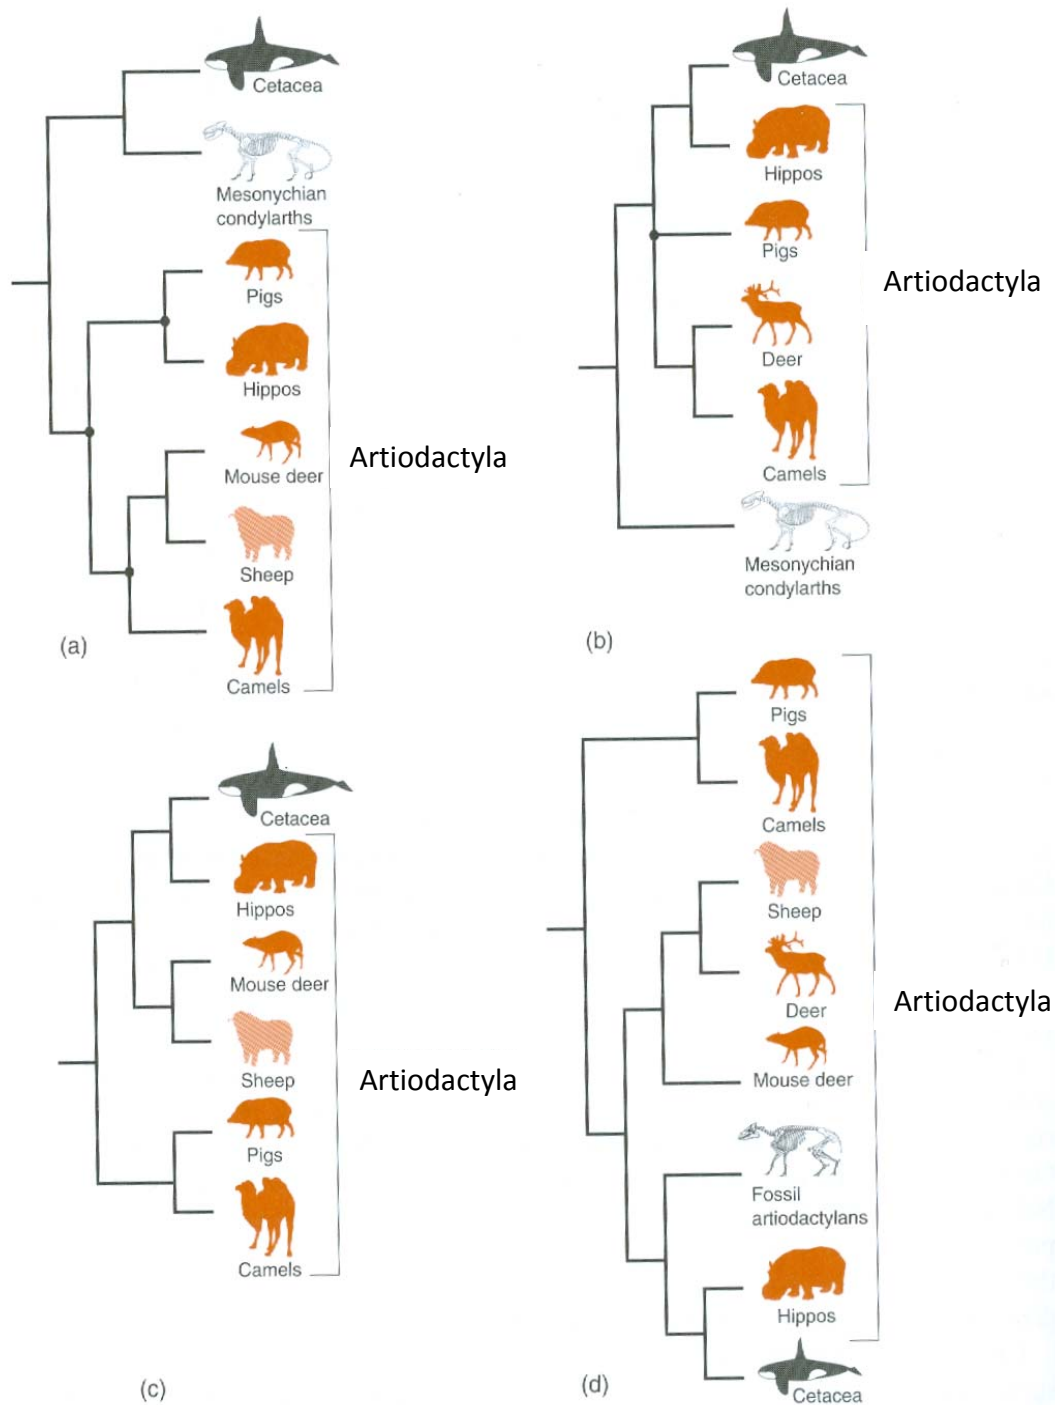 Cetacea
Mesonychian
condylarths
Pigs
Hippos
Mouse deer
Sheep
Camels
Artiodactyla
(a)
Cetacea
Hippos
Pigs
Deer
Camels
Artiodactyla
Mesonychian
condylarths
(b)
Cetacea
Hippos
Mouse deer
Sheep
Pigs
Camels
Artiodactyla
(c)
Pigs
Camels
Sheep
Deer
Mouse deer
Fossil
artiodactylans
Hippos
Cetacea
Artiodactyla
(d)